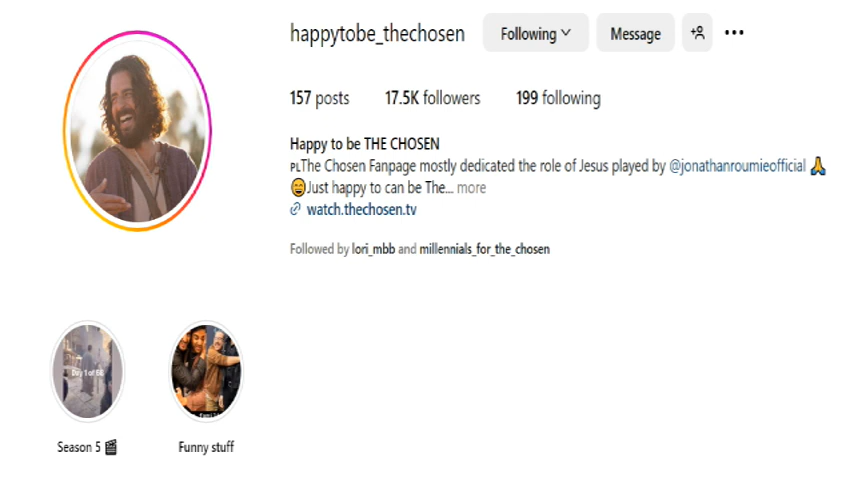 happytobe_thechosen Following Message
157 posts 17.5K followers 199 following
Happy to be THE CHOSEN
PLThe Chosen Fanpage mostly dedicated the role of Jesus played by @jonathanroumieofficial 🙏
😄Just happy to can be The... more
watch.thechosen.tv
Followed by lori_mbb and millennials_for_the_chosen
Day 1 of 88
Season 5 🎬 Funny stuff